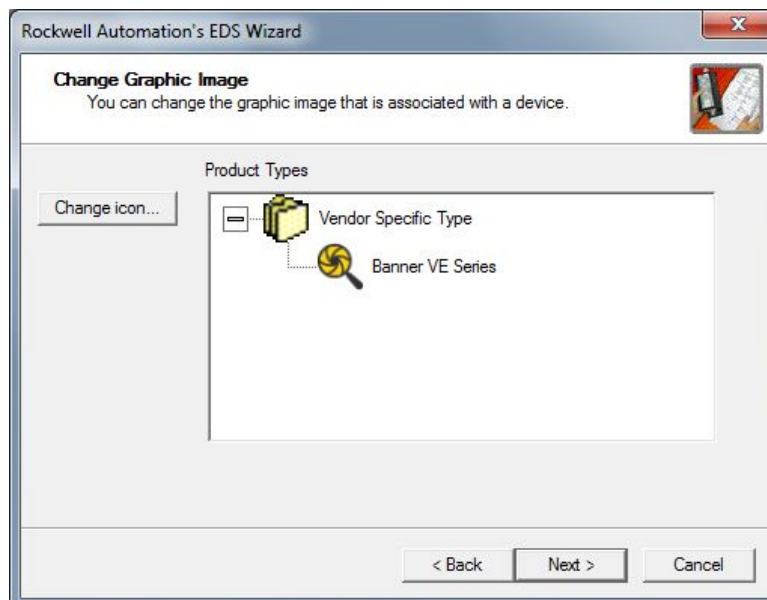 Rockwell Automation's EDS Wizard
Change Graphic Image
You can change the graphic image that is associated with a device.
Product Types
Change icon...
Vendor Specific Type
Banner VE Series
< Back
Next >
Cancel